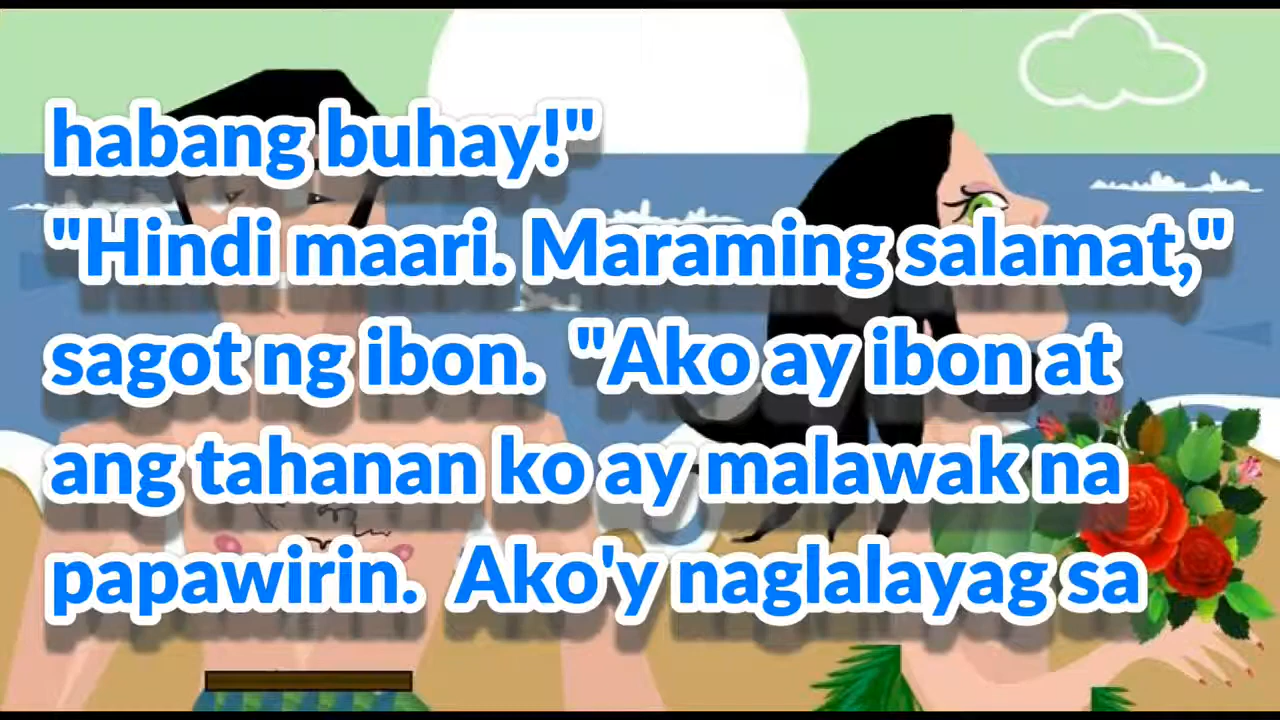 habang buhay!"
"Hindi maari. Maraming salamat,"
sagot ng ibon.  "Ako ay ibon at
ang tahanan ko ay malawak na
papawirin.  Ako'y naglalayag sa